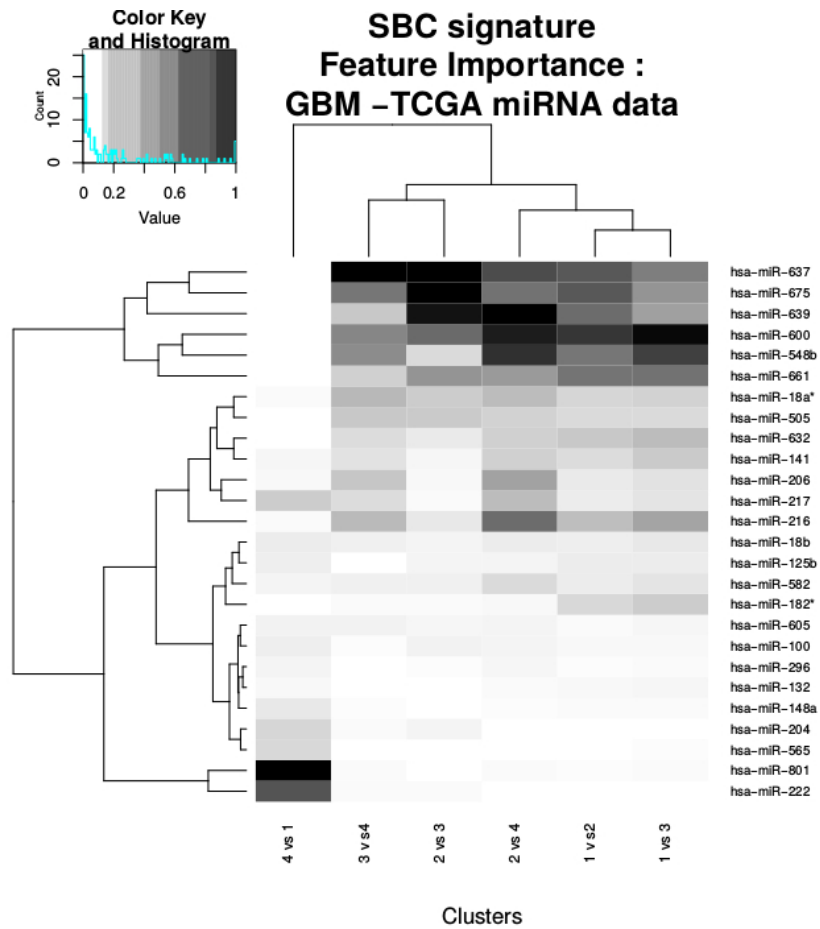 Color Key
and Histogram
Count
0 10 20
0 0.2 0.6 1
Value
SBC signature
Feature Importance :
GBM −TCGA miRNA data
hsa−miR−637
hsa−miR−675
hsa−miR−639
hsa−miR−600
hsa−miR−548b
hsa−miR−661
hsa−miR−18a*
hsa−miR−505
hsa−miR−632
hsa−miR−141
hsa−miR−206
hsa−miR−217
hsa−miR−216
hsa−miR−18b
hsa−miR−125b
hsa−miR−582
hsa−miR−182*
hsa−miR−605
hsa−miR−100
hsa−miR−296
hsa−miR−132
hsa−miR−148a
hsa−miR−204
hsa−miR−565
hsa−miR−801
hsa−miR−222
4 vs 1
3 v s4
2 vs 3
2 vs 4
1 v s2
1 vs 3
Clusters